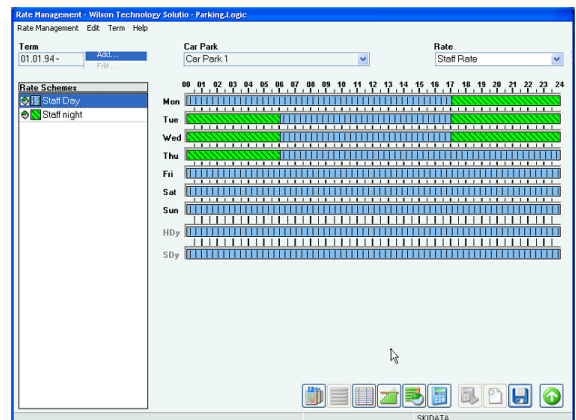 Rate Management - Wilson Technology Solutio - Parking.Logic
Rate Management Edit Term Help
Term Car Park Rate
01.01.94 - Add... Car Park 1 Staff Rate
Edit...
Rate Schemes 00 01 02 03 04 05 06 07 08 09 10 11 12 13 14 15 16 17 18 19 20 21 22 23 24
Staff Day Mon
Staff night Tue
Wed
Thu
Fri
Sat
Sun
HDy
SDy
SKIDATA